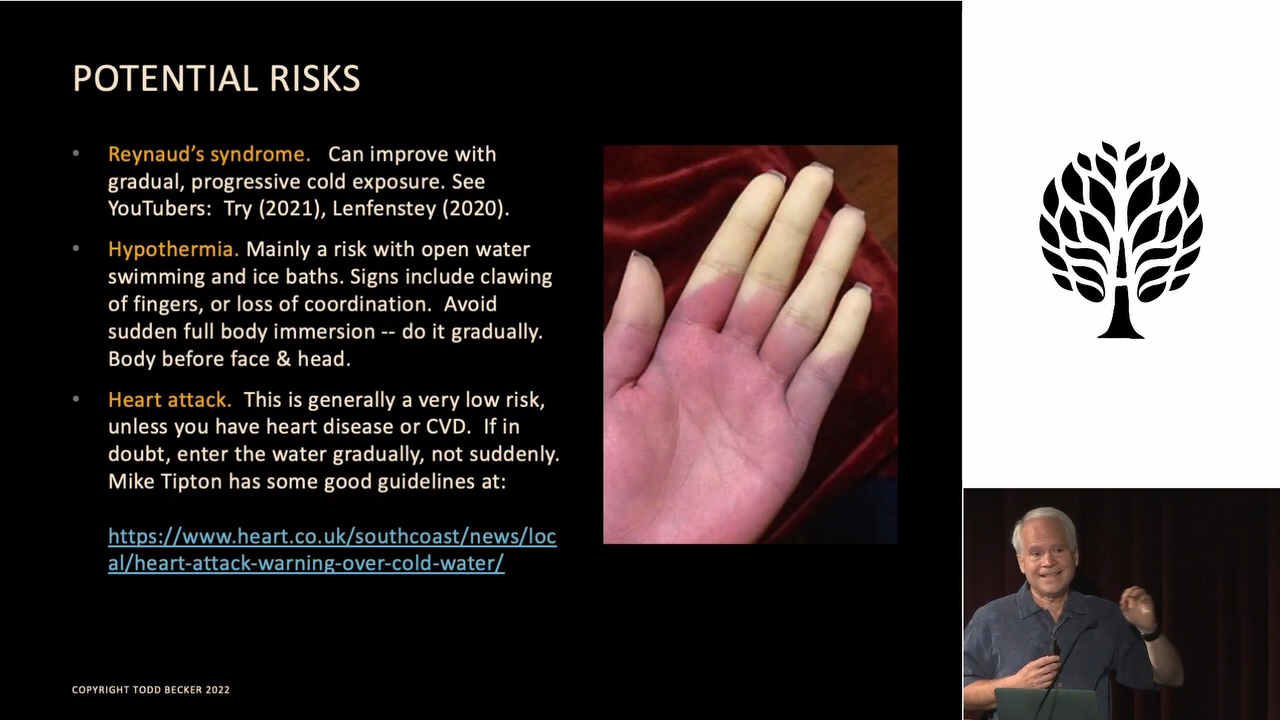 POTENTIAL RISKS
• Reynaud’s syndrome.   Can improve with
gradual, progressive cold exposure. See
YouTubers:  Try (2021), Lenfenstey (2020).
• Hypothermia. Mainly a risk with open water
swimming and ice baths. Signs include clawing
of fingers, or loss of coordination.  Avoid
sudden full body immersion -- do it gradually.
Body before face & head.
• Heart attack.  This is generally a very low risk,
unless you have heart disease or CVD.  If in
doubt, enter the water gradually, not suddenly.
Mike Tipton has some good guidelines at:
https://www.heart.co.uk/southcoast/news/loc
al/heart-attack-warning-over-cold-water/
COPYRIGHT TODD BECKER 2022